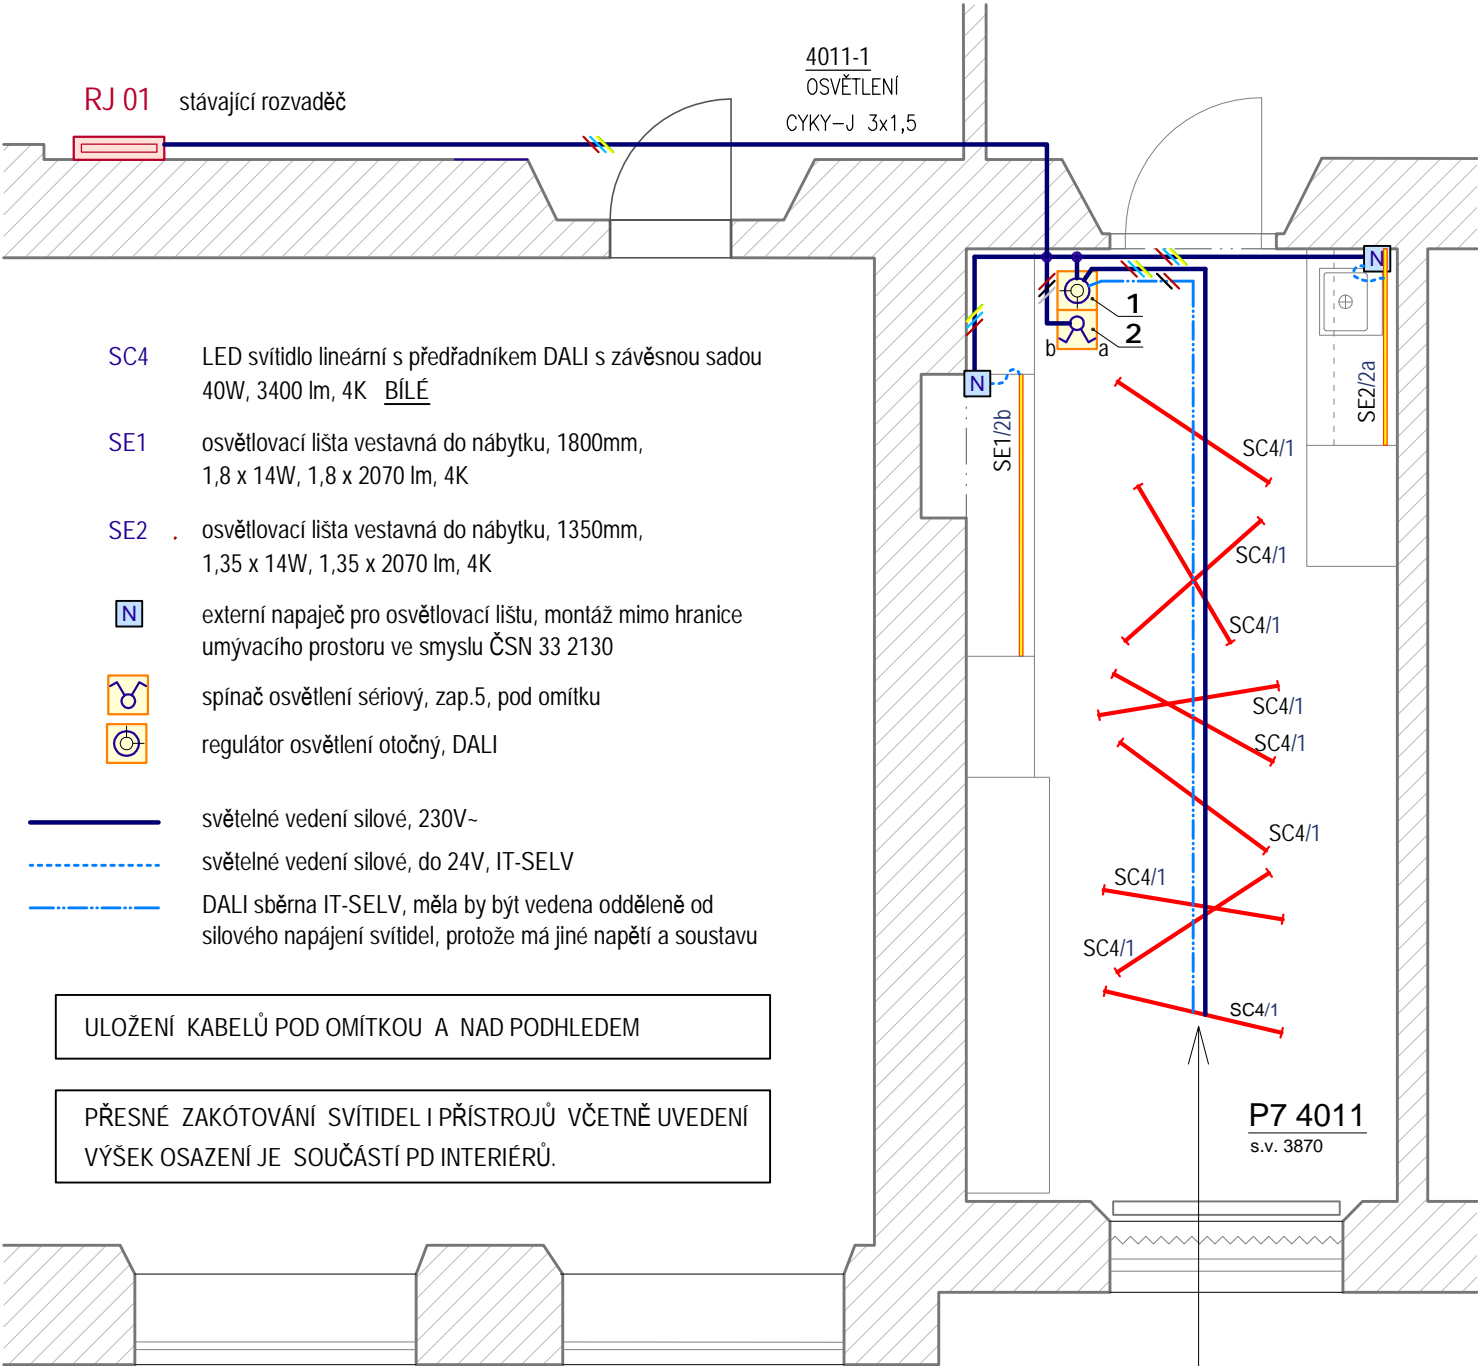 4011-1
OSVĚTLENÍ
CYKY-J 3x1,5
RJ 01 stávající rozvaděč
SC4 LED svítidlo lineární s předřadníkem DALI s závěsnou sadou
40W, 3400 lm, 4K BÍLÉ
SE1 osvětlovací lišta vestavná do nábytku, 1800mm,
1,8 x 14W, 1,8 x 2070 lm, 4K
SE2 . osvětlovací lišta vestavná do nábytku, 1350mm,
1,35 x 14W, 1,35 x 2070 lm, 4K
N externí napaječ pro osvětlovací lištu, montáž mimo hranice
umývacího prostoru ve smyslu ČSN 33 2130
spínač osvětlení sériový, zap.5, pod omítku
regulátor osvětlení otočný, DALI
světelné vedení silové, 230V~
světelné vedení silové, do 24V, IT-SELV
DALI sběrna IT-SELV, měla by být vedena odděleně od
silového napájení svítidel, protože má jiné napětí a soustavu
ULOŽENÍ KABELŮ POD OMÍTKOU A NAD PODHLEDEM
PŘESNÉ ZAKÓTOVÁNÍ SVÍTIDEL I PŘÍSTROJŮ VČETNĚ UVEDENÍ
VÝŠEK OSAZENÍ JE SOUČÁSTÍ PD INTERIÉRŮ.
N
1
2
b
a
N
SE1/2b
SE2/2a
SC4/1
SC4/1
SC4/1
SC4/1
SC4/1
SC4/1
SC4/1
SC4/1
SC4/1
P7 4011
s.v. 3870